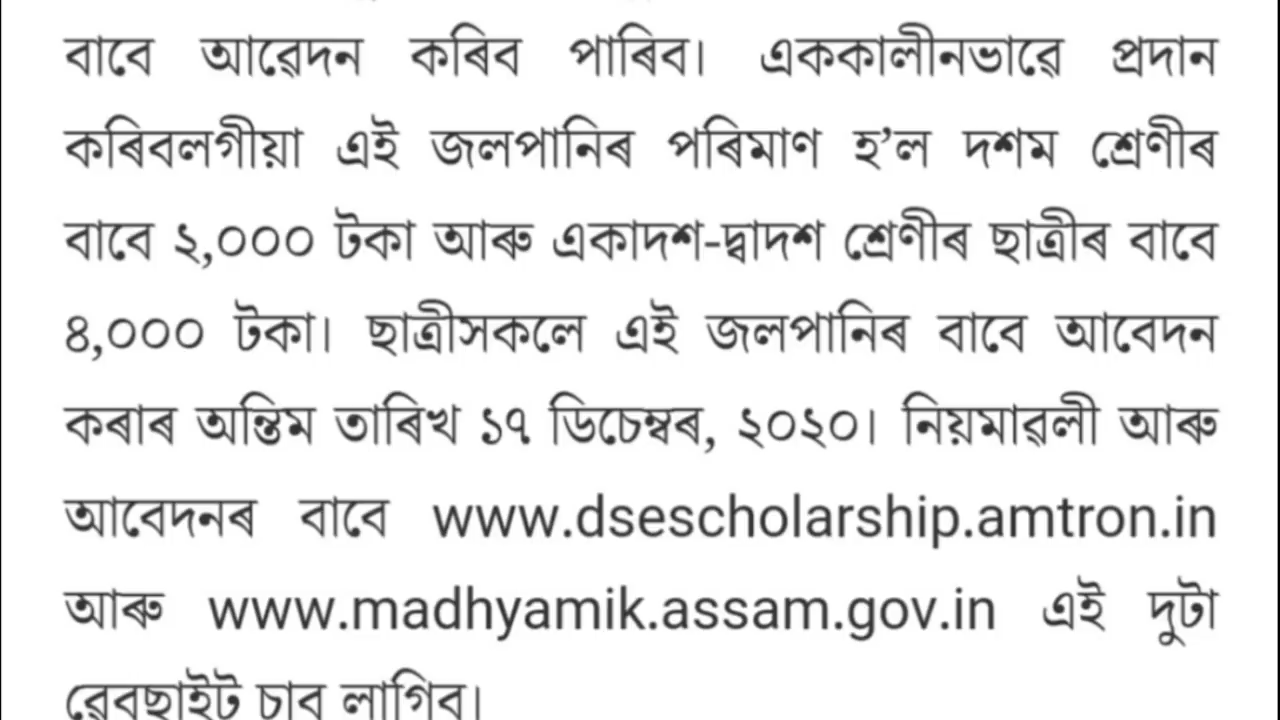 বাবে আৱেদন কৰিব পাৰিব। এককালীনভাৱে প্ৰদান
কৰিবলগীয়া এই জলপানিৰ পৰিমাণ হ’ল দশম শ্ৰেণীৰ
বাবে ২,০০০ টকা আৰু একাদশ-দ্বাদশ শ্ৰেণীৰ ছাত্ৰীৰ বাবে
৪,০০০ টকা। ছাত্ৰীসকলে এই জলপানিৰ বাবে আবেদন
কৰাৰ অন্তিম তাৰিখ ১৭ ডিচেম্বৰ, ২০২০। নিয়মাৱলী আৰু
আবেদনৰ বাবে www.dsescholarship.amtron.in
আৰু www.madhyamik.assam.gov.in এই দুটা
ৱেবছাইট চাব লাগিব।